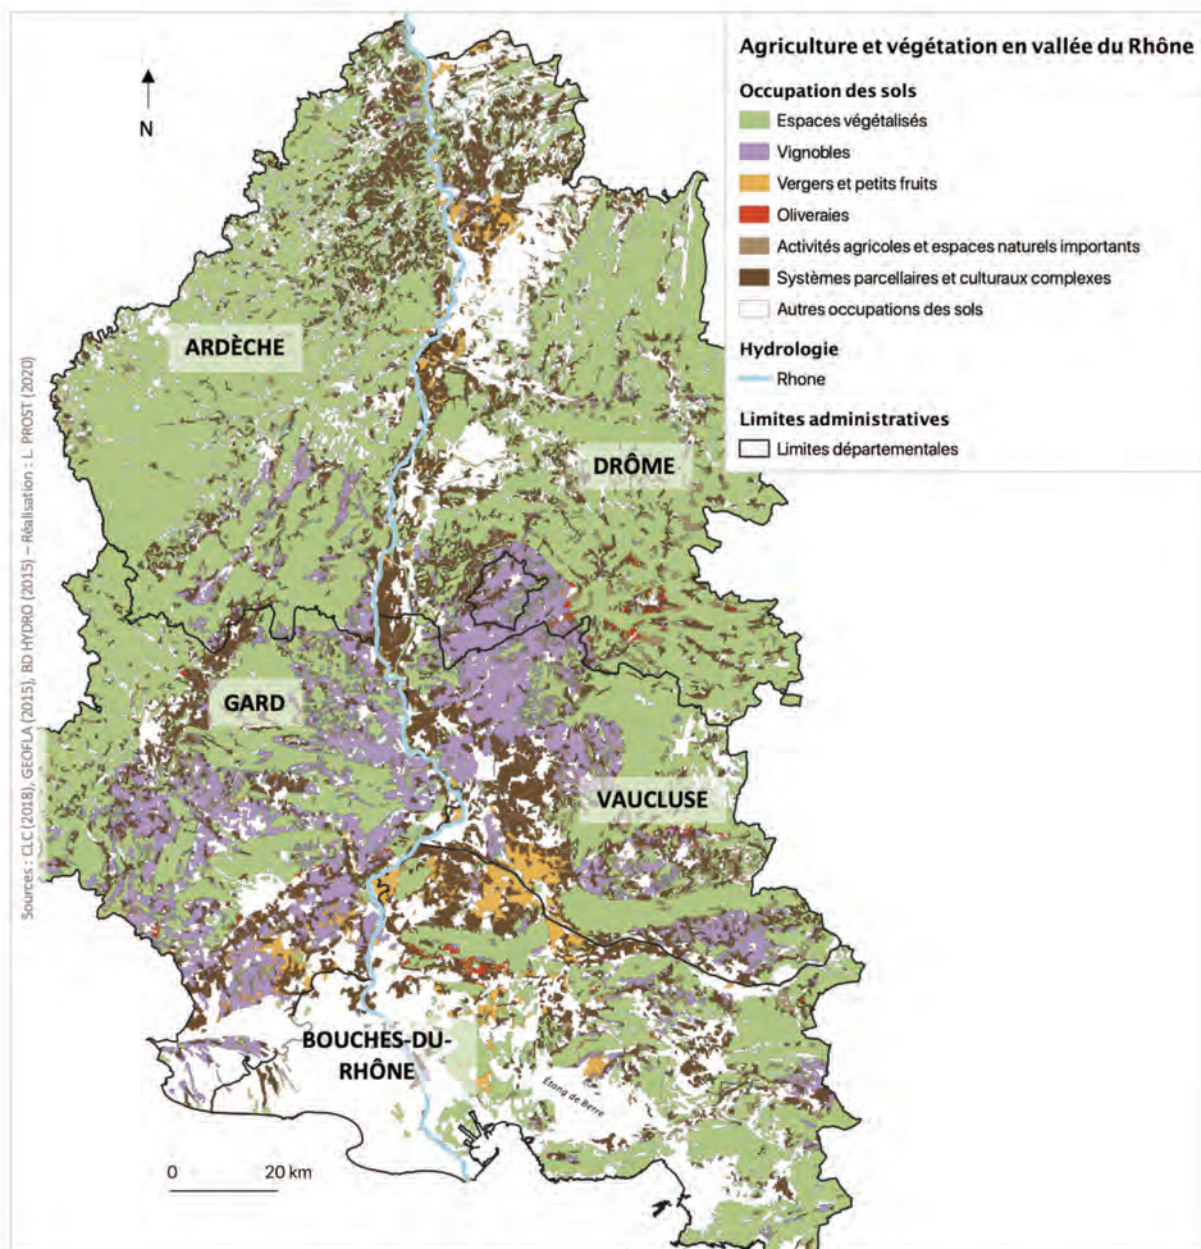 Agriculture et végétation en vallée du Rhône
Occupation des sols
Espaces végétalisés
Vignobles
Vergers et petits fruits
Oliveraies
Activités agricoles et espaces naturels importants
Systèmes parcellaires et culturaux complexes
Autres occupations des sols
Hydrologie
Rhone
Limites administratives
Limites départementales
N
ARDÈCHE
DRÔME
GARD
VAUCLUSE
BOUCHES-DU-
RHÔNE
Étang de Berre
0 20 km
Sources : CLC (2018), GEOFLA (2015), BD HYDRO (2015) – Réalisation : L. PROST (2020)